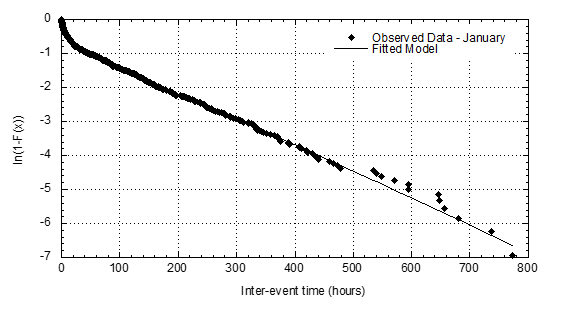 Observed Data - January
Fitted Model
0
-1
-2
-3
-4
-5
-6
-7
ln(1-F(x))
0 100 200 300 400 500 600 700 800
Inter-event time (hours)